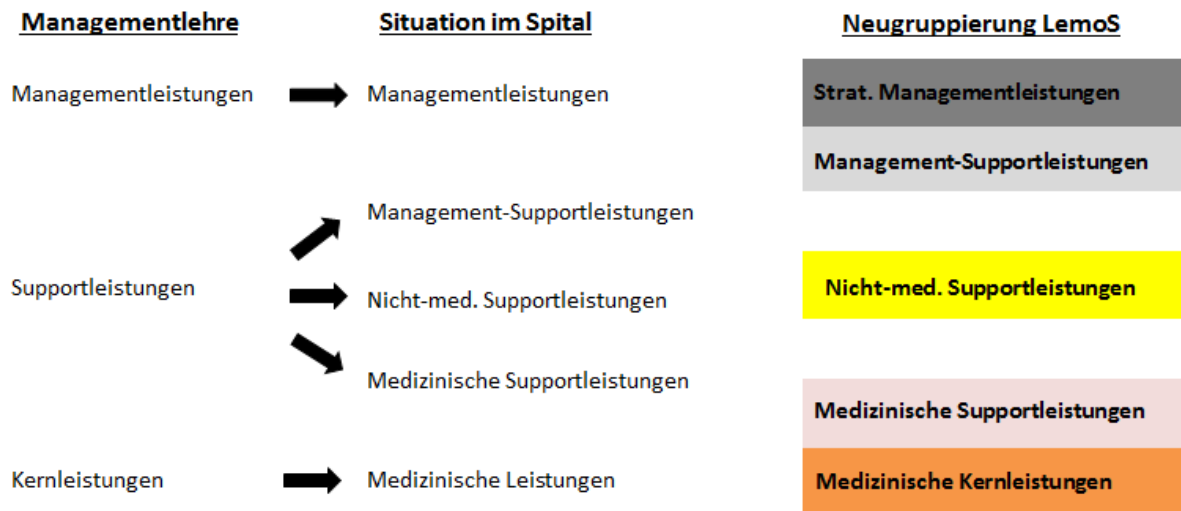 Managementlehre
Situation im Spital
Neugruppierung LemoS
Managementleistungen
Managementleistungen
Strat. Managementleistungen
Management-Supportleistungen
Management-Supportleistungen
Supportleistungen
Nicht-med. Supportleistungen
Nicht-med. Supportleistungen
Medizinische Supportleistungen
Medizinische Supportleistungen
Kernleistungen
Medizinische Leistungen
Medizinische Kernleistungen